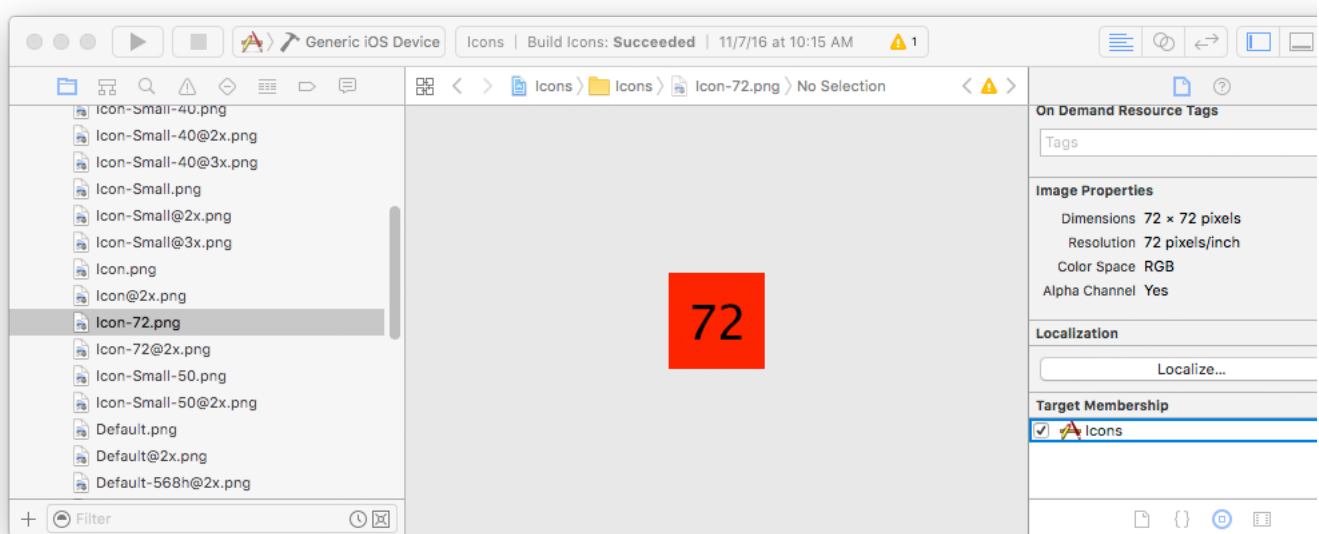 Generic iOS Device
Icons | Build Icons: Succeeded | 11/7/16 at 10:15 AM
1
Icons
Icons
Icon-72.png
No Selection
Icon-Small-40.png
Icon-Small-40@2x.png
Icon-Small-40@3x.png
Icon-Small.png
Icon-Small@2x.png
Icon-Small@3x.png
Icon.png
Icon@2x.png
Icon-72.png
Icon-72@2x.png
Icon-Small-50.png
Icon-Small-50@2x.png
Default.png
Default@2x.png
Default-568h@2x.png
Filter
72
On Demand Resource Tags
Tags
Image Properties
Dimensions 72 × 72 pixels
Resolution 72 pixels/inch
Color Space RGB
Alpha Channel Yes
Localization
Localize...
Target Membership
Icons